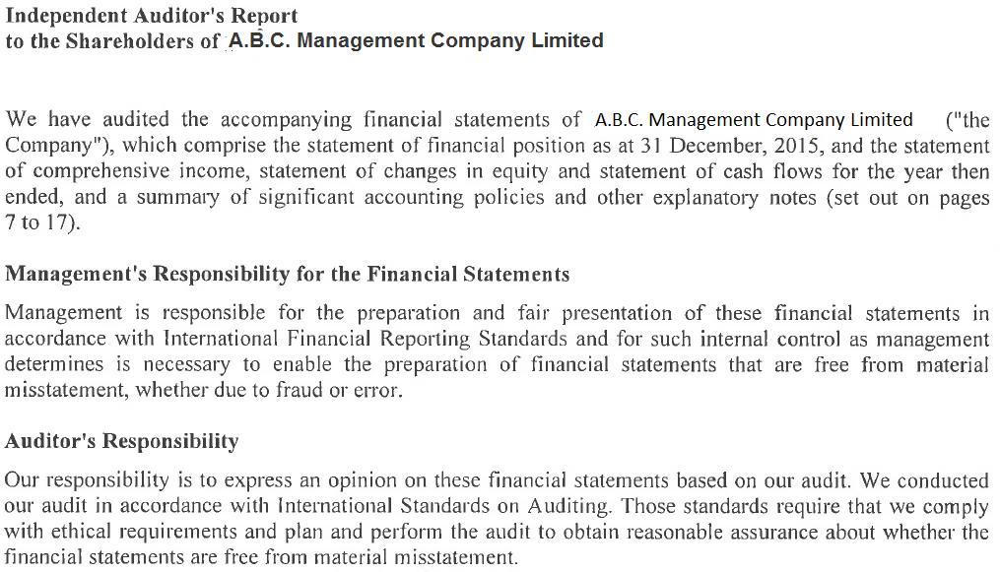 Independent Auditor's Report
to the Shareholders of A.B.C. Management Company Limited
We have audited the accompanying financial statements of A.B.C. Management Company Limited ("the
Company"), which comprise the statement of financial position as at 31 December, 2015, and the statement
of comprehensive income, statement of changes in equity and statement of cash flows for the year then
ended, and a summary of significant accounting policies and other explanatory notes (set out on pages
7 to 17).
Management's Responsibility for the Financial Statements
Management is responsible for the preparation and fair presentation of these financial statements in
accordance with International Financial Reporting Standards and for such internal control as management
determines is necessary to enable the preparation of financial statements that are free from material
misstatement, whether due to fraud or error.
Auditor's Responsibility
Our responsibility is to express an opinion on these financial statements based on our audit. We conducted
our audit in accordance with International Standards on Auditing. Those standards require that we comply
with ethical requirements and plan and perform the audit to obtain reasonable assurance about whether the
financial statements are free from material misstatement.